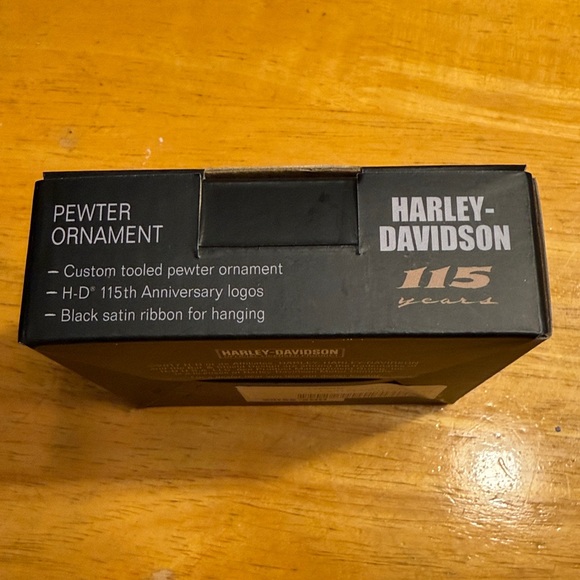 PEWTER
ORNAMENT
– Custom tooled pewter ornament
– H-D® 115th Anniversary logos
– Black satin ribbon for hanging
HARLEY-
DAVIDSON
115
years
HARLEY-DAVIDSON